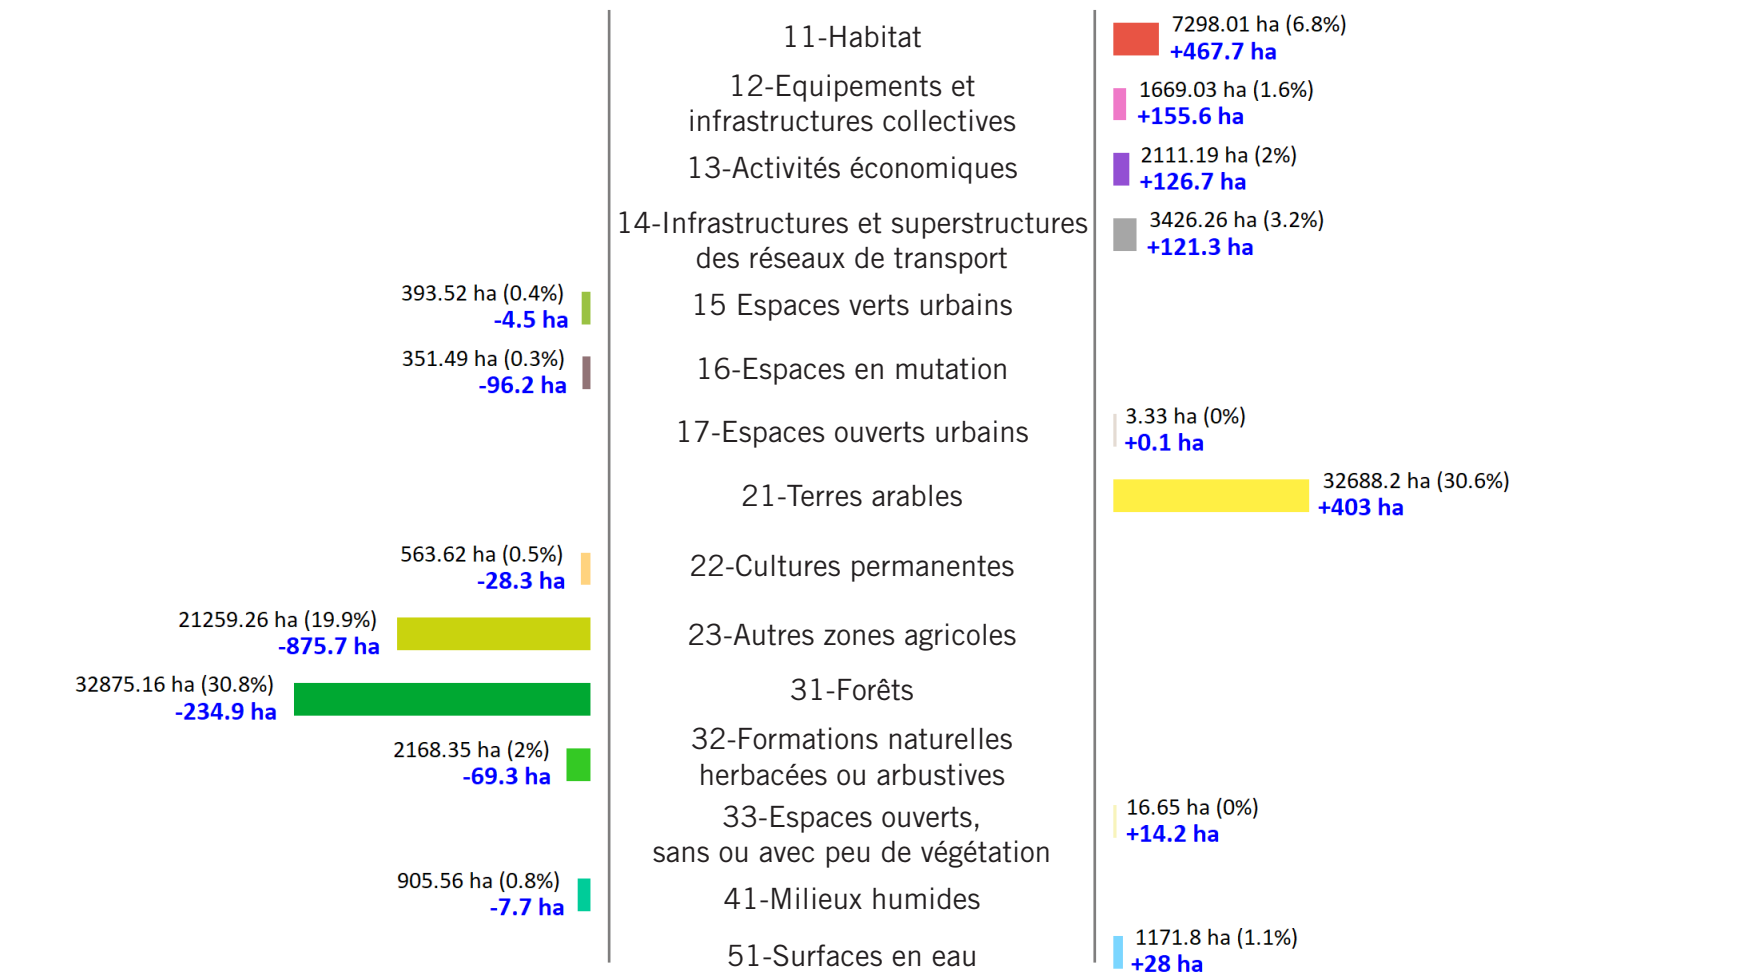 11-Habitat
7298.01 ha (6.8%)
+467.7 ha
12-Equipements et
infrastructures collectives
1669.03 ha (1.6%)
+155.6 ha
13-Activités économiques
2111.19 ha (2%)
+126.7 ha
14-Infrastructures et superstructures
des réseaux de transport
3426.26 ha (3.2%)
+121.3 ha
393.52 ha (0.4%)
-4.5 ha
15 Espaces verts urbains
351.49 ha (0.3%)
-96.2 ha
16-Espaces en mutation
17-Espaces ouverts urbains
3.33 ha (0%)
+0.1 ha
21-Terres arables
32688.2 ha (30.6%)
+403 ha
563.62 ha (0.5%)
-28.3 ha
22-Cultures permanentes
21259.26 ha (19.9%)
-875.7 ha
23-Autres zones agricoles
32875.16 ha (30.8%)
-234.9 ha
31-Forêts
2168.35 ha (2%)
-69.3 ha
32-Formations naturelles
herbacées ou arbustives
33-Espaces ouverts,
sans ou avec peu de végétation
16.65 ha (0%)
+14.2 ha
905.56 ha (0.8%)
-7.7 ha
41-Milieux humides
51-Surfaces en eau
1171.8 ha (1.1%)
+28 ha